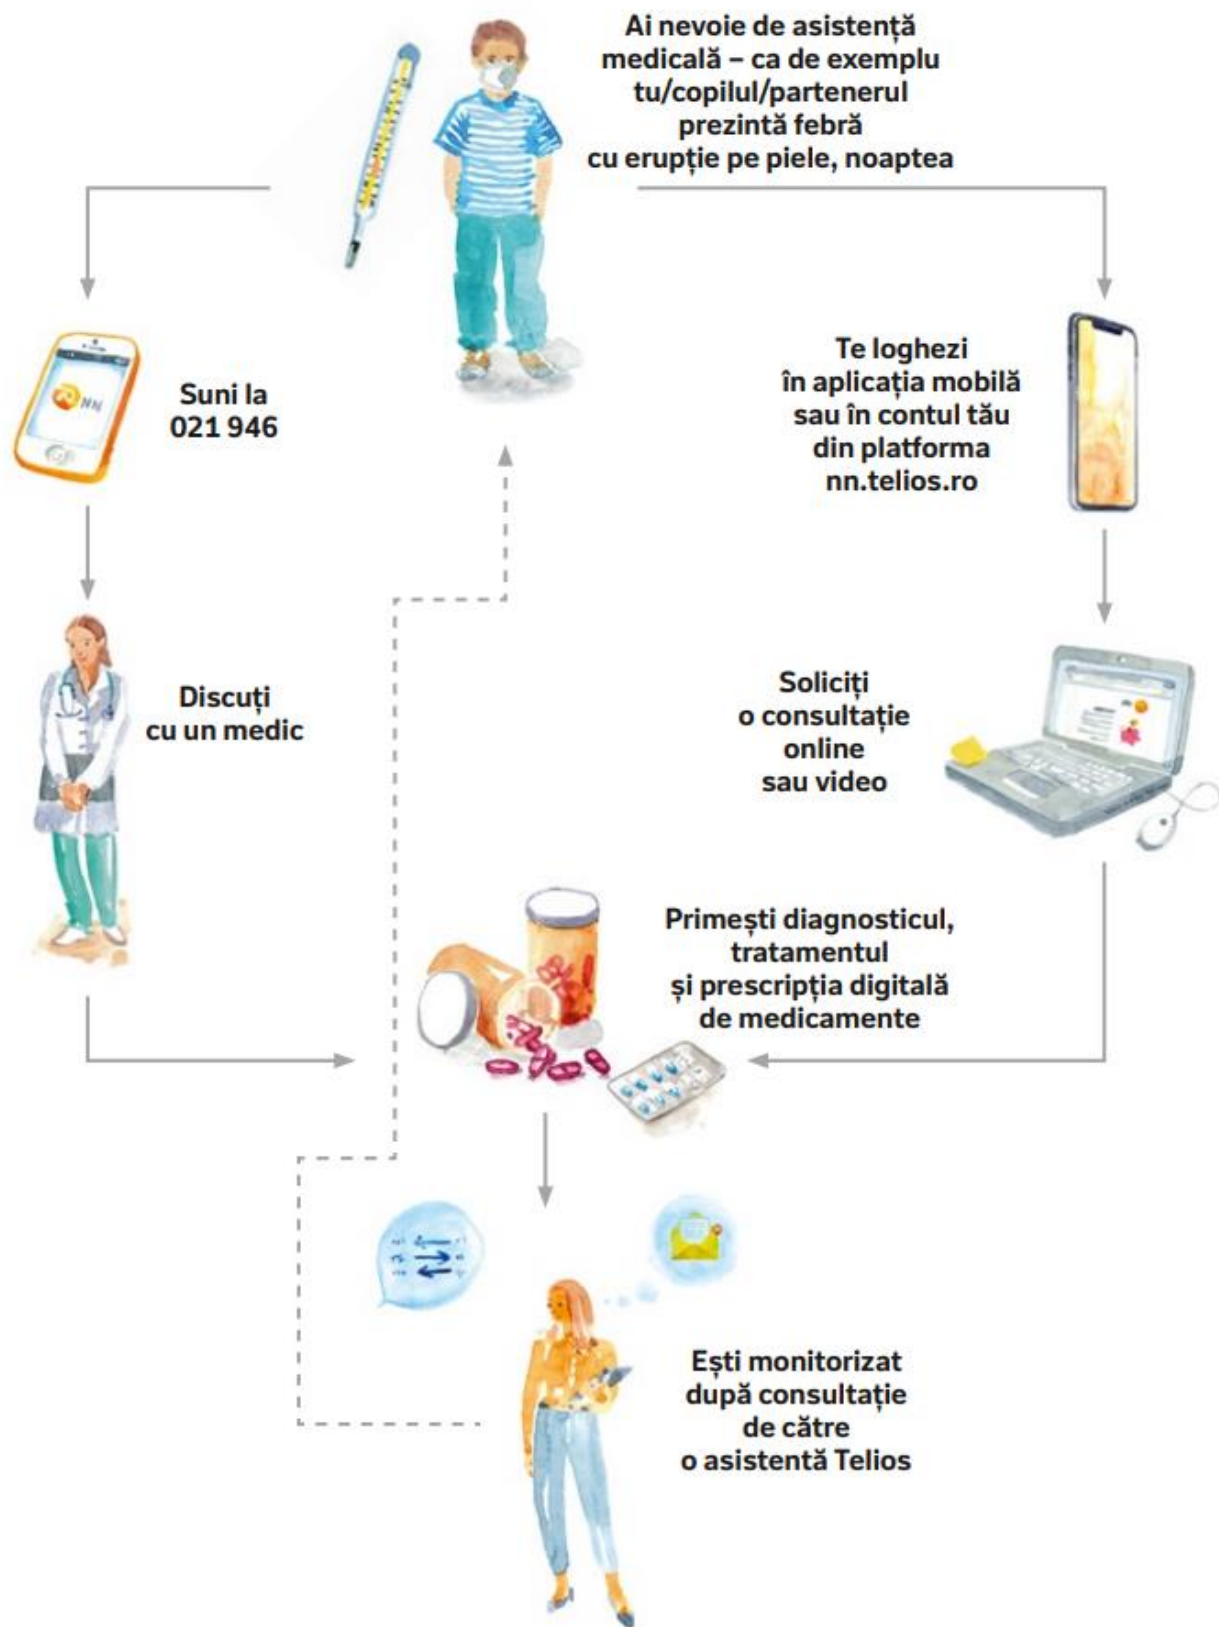 Ai nevoie de asistență
medicală – ca de exemplu
tu/copilul/partenerul
prezintă febră
cu erupție pe piele, noaptea
NN
Suni la
021 946
Te loghezi
în aplicația mobilă
sau în contul tău
din platforma
nn.telios.ro
Discuți
cu un medic
Soliciți
o consultație
online
sau video
Primești diagnosticul,
tratamentul
și prescripția digitală
de medicamente
Ești monitorizat
după consultație
de către
o asistentă Telios